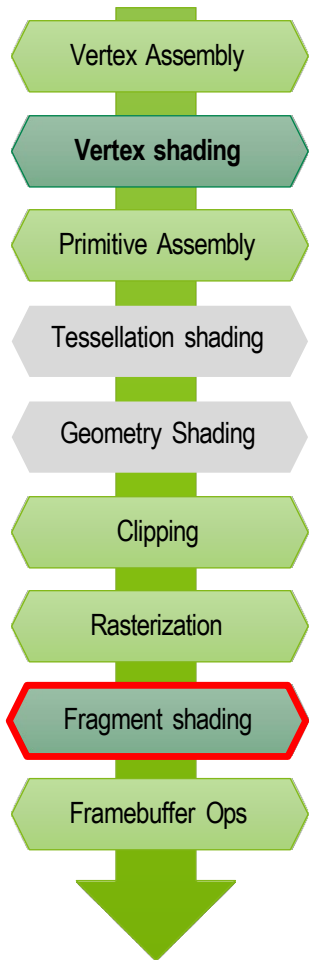 Vertex Assembly
Vertex shading
Primitive Assembly
Tessellation shading
Geometry Shading
Clipping
Rasterization
Fragment shading
Framebuffer Ops